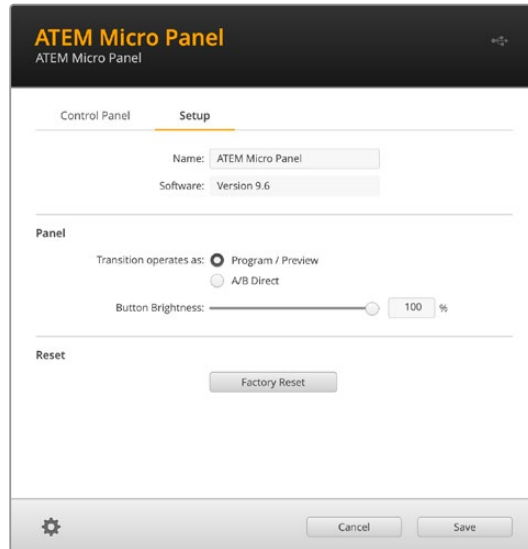 ATEM Micro Panel
ATEM Micro Panel
Control Panel Setup
Name: ATEM Micro Panel
Software: Version 9.6
Panel
Transition operates as: Program / Preview
A/B Direct
Button Brightness: 100 %
Reset
Factory Reset
Cancel Save